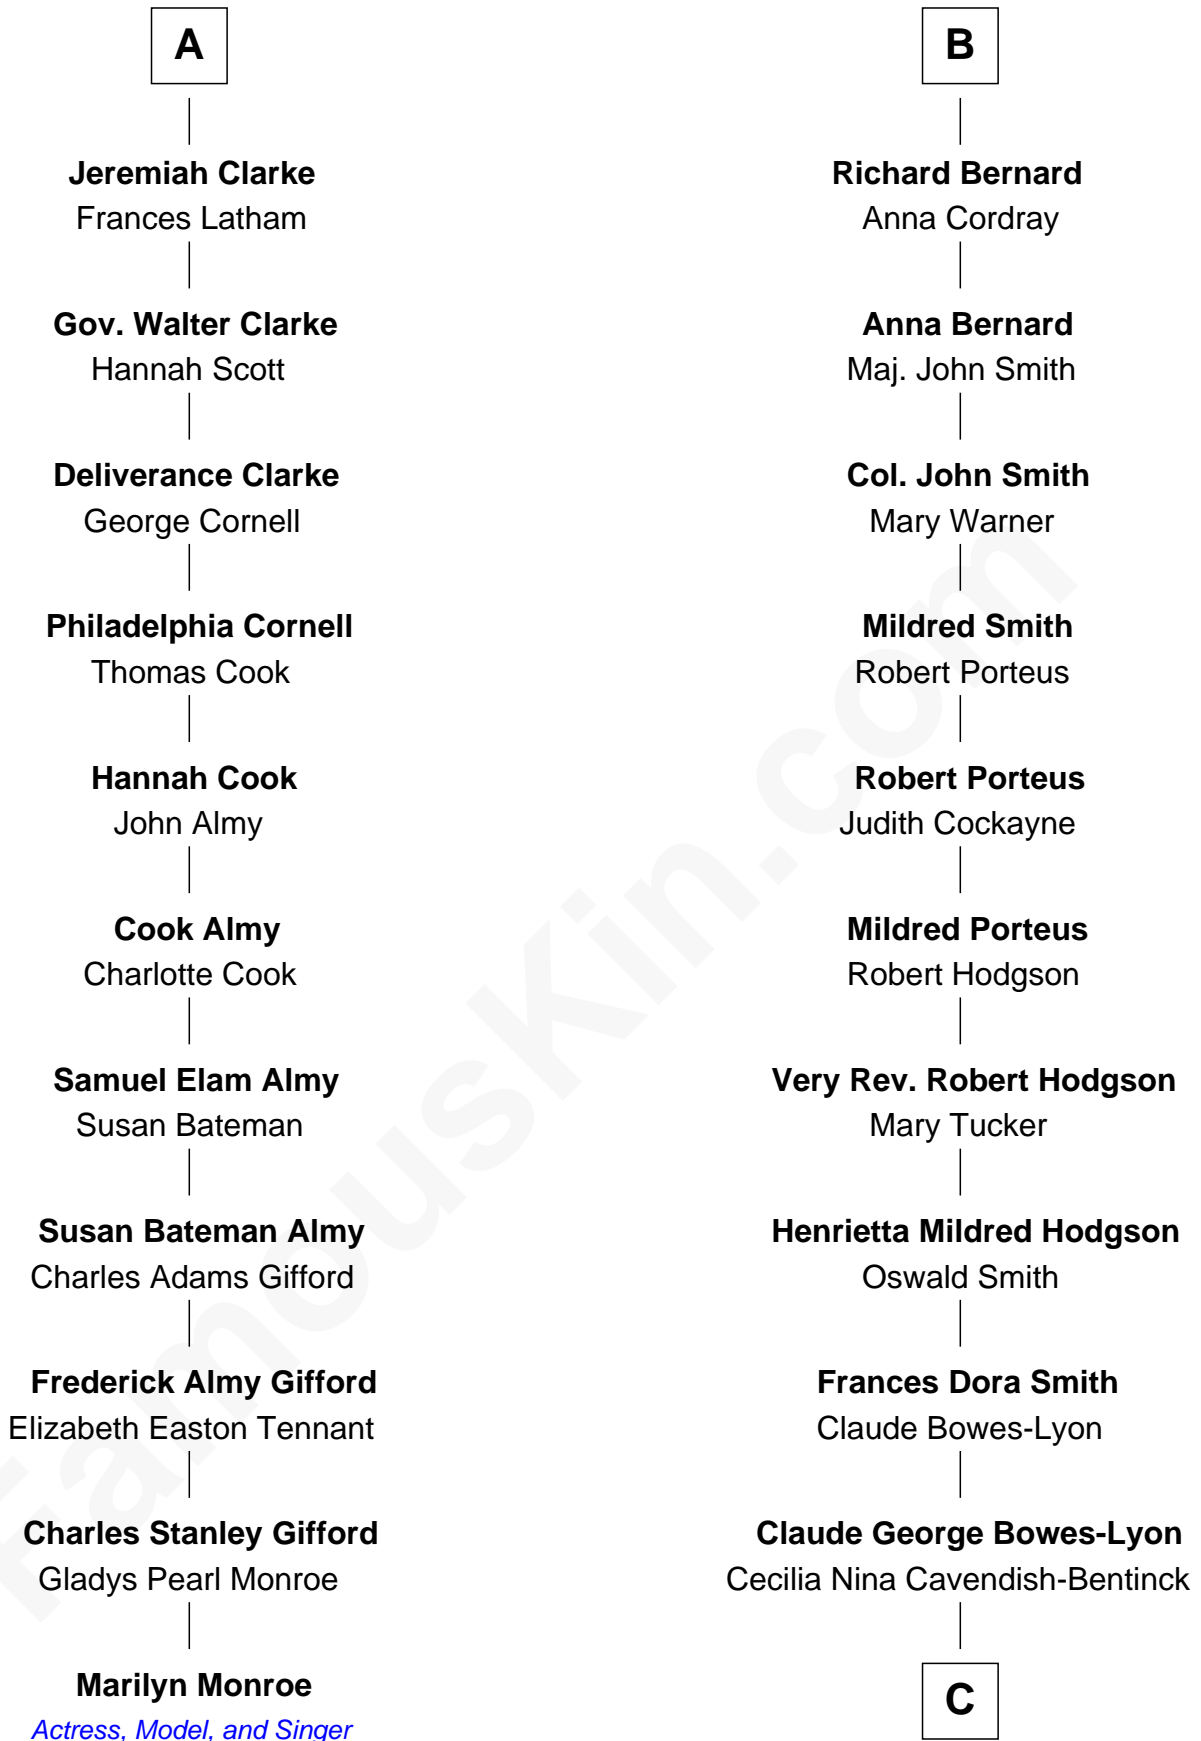 A
Jeremiah Clarke
Frances Latham
Gov. Walter Clarke
Hannah Scott
Deliverance Clarke
George Cornell
Philadelphia Cornell
Thomas Cook
Hannah Cook
John Almy
Cook Almy
Charlotte Cook
Samuel Elam Almy
Susan Bateman
Susan Bateman Almy
Charles Adams Gifford
Frederick Almy Gifford
Elizabeth Easton Tennant
Charles Stanley Gifford
Gladys Pearl Monroe
Marilyn Monroe
Actress, Model, and Singer
B
Richard Bernard
Anna Cordray
Anna Bernard
Maj. John Smith
Col. John Smith
Mary Warner
Mildred Smith
Robert Porteus
Robert Porteus
Judith Cockayne
Mildred Porteus
Robert Hodgson
Very Rev. Robert Hodgson
Mary Tucker
Henrietta Mildred Hodgson
Oswald Smith
Frances Dora Smith
Claude Bowes-Lyon
Claude George Bowes-Lyon
Cecilia Nina Cavendish-Bentinck
C
FamousKin.com